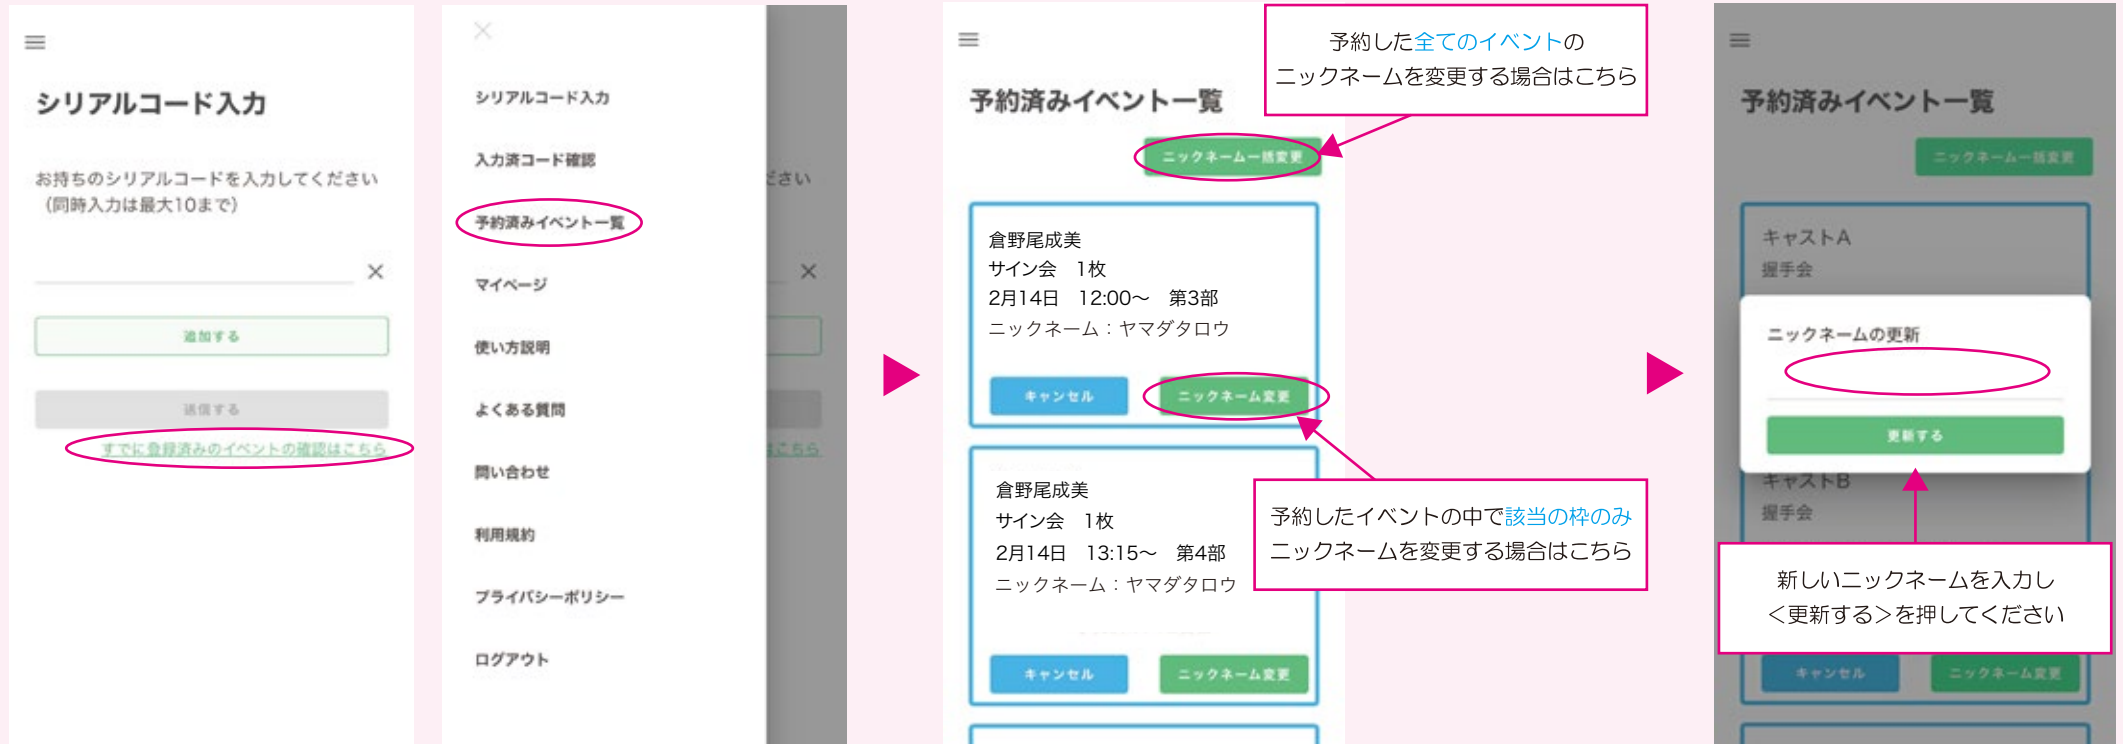 シリアルコード入力
お持ちのシリアルコードを入力してください
（同時入力は最大10まで）
追加する
送信する
すでに登録済みのイベントの確認はこちら
シリアルコード入力
入力済コード確認
予約済みイベント一覧
マイページ
使い方説明
よくある質問
問い合わせ
利用規約
プライバシーポリシー
ログアウト
ださい
はこちら
予約済みイベント一覧
予約した全てのイベントの
ニックネームを変更する場合はこちら
ニックネーム一括変更
倉野尾成美
サイン会　1枚
2月14日　12:00〜　第3部
ニックネーム：ヤマダタロウ
キャンセル
ニックネーム変更
倉野尾成美
サイン会　1枚
2月14日　13:15〜　第4部
ニックネーム：ヤマダタロウ
キャンセル
ニックネーム変更
予約したイベントの中で該当の枠のみ
ニックネームを変更する場合はこちら
予約済みイベント一覧
ニックネーム一括変更
キャストA
握手会
ニックネームの更新
更新する
キャストB
握手会
新しいニックネームを入力し
＜更新する＞を押してください
キャンセル
ニックネーム変更